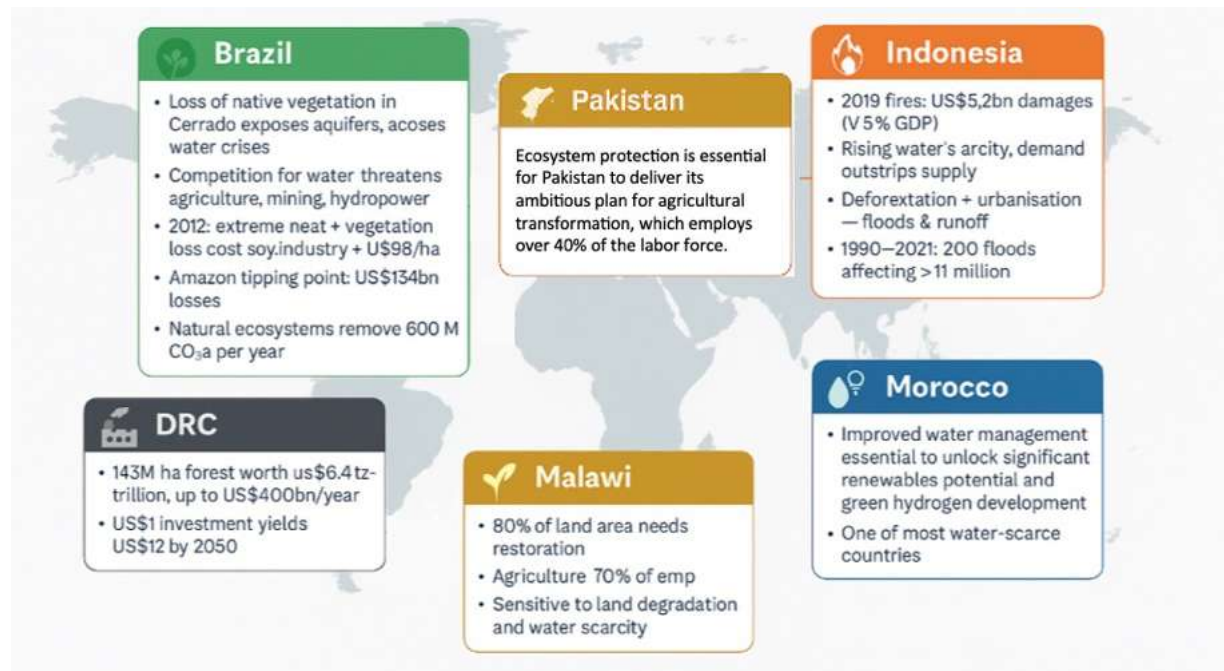 Brazil
• Loss of native vegetation in
Cerrado exposes aquifers, acoses
water crises
• Competition for water threatens
agriculture, mining, hydropower
• 2012: extreme neat + vegetation
loss cost soy.industry + U$98/ha
• Amazon tipping point: US$134bn
losses
• Natural ecosystems remove 600 M
CO₃a per year
Pakistan
Ecosystem protection is essential
for Pakistan to deliver its
ambitious plan for agricultural
transformation, which employs
over 40% of the labor force.
Indonesia
• 2019 fires: US$5,2bn damages
(V 5% GDP)
• Rising water's arcity, demand
outstrips supply
• Deforextation + urbanisation
— floods & runoff
• 1990—2021: 200 floods
affecting > 11 million
DRC
• 143M ha forest worth us$6.4 tz-
trillion, up to US$400bn/year
• US$1 investment yields
US$12 by 2050
Malawi
• 80% of land area needs
restoration
• Agriculture 70% of emp
• Sensitive to land degradation
and water scarcity
Morocco
• Improved water management
essential to unlock significant
renewables potential and
green hydrogen development
• One of most water-scarce
countries